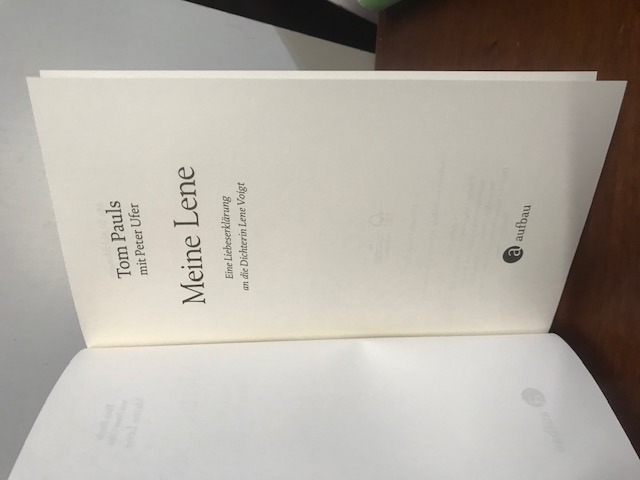 Tom Pauls
mit Peter Ufer
Meine Lene
Eine Liebeserklärung
an die Dichterin Lene Voigt
a aufbau